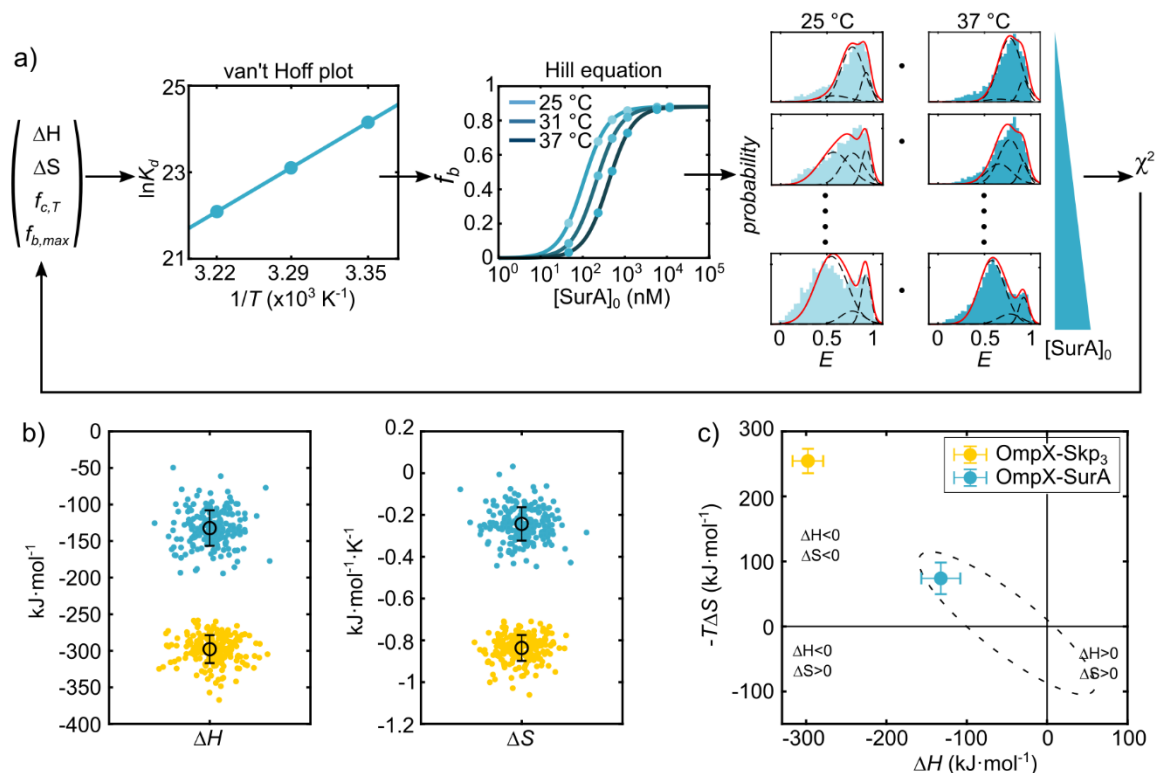 a)
ΔH
ΔS
f_c,T
f_b,max
van't Hoff plot
lnK_d
25
23
21
3.22 3.29 3.35
1/T (x10³ K⁻¹)
Hill equation
f_b
1
0.8
0.6
0.4
0.2
0
25 °C
31 °C
37 °C
10⁰ 10¹ 10² 10³ 10⁴ 10⁵
[SurA]₀ (nM)
25 °C 37 °C
probability
0 0.5 1
E
0 0.5 1
E
[SurA]₀
χ²
b)
kJ·mol⁻¹
0
-50
-100
-150
-200
-250
-300
-350
-400
ΔH
kJ·mol⁻¹·K⁻¹
0.2
0
-0.2
-0.4
-0.6
-0.8
-1
-1.2
ΔS
c)
-TΔS (kJ·mol⁻¹)
300
200
100
0
-100
OmpX-Skp₃
OmpX-SurA
ΔH<0
ΔS<0
ΔH<0
ΔS>0
ΔH>0
ΔS>0
-300 -200 -100 0 100
ΔH (kJ·mol⁻¹)